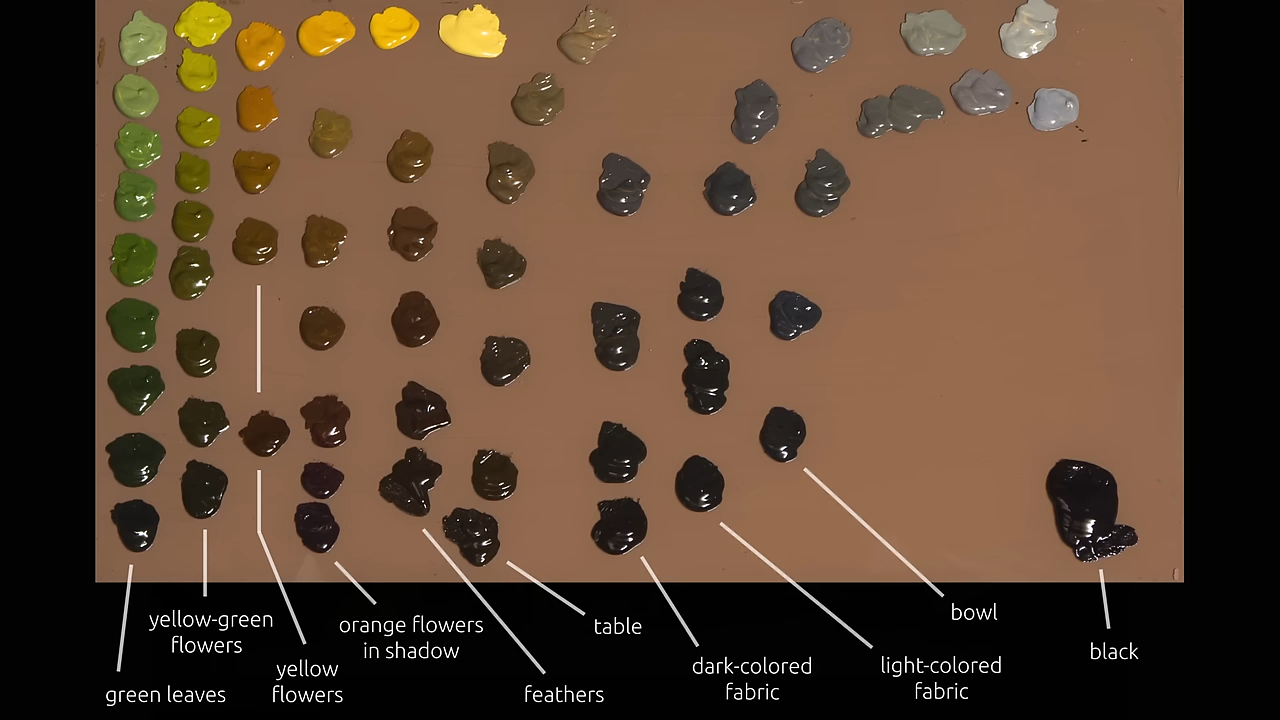 yellow-green
flowers
orange flowers
in shadow
table
bowl
black
yellow
flowers
green leaves
feathers
dark-colored
fabric
light-colored
fabric